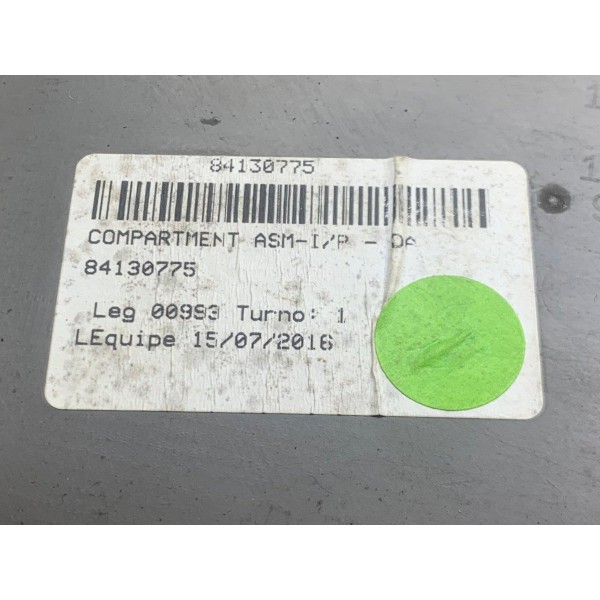 84130775
COMPARTMENT ASM-I/P - DA
84130775
Leg 00993 Turno: 1
LEquipe 15/07/2016